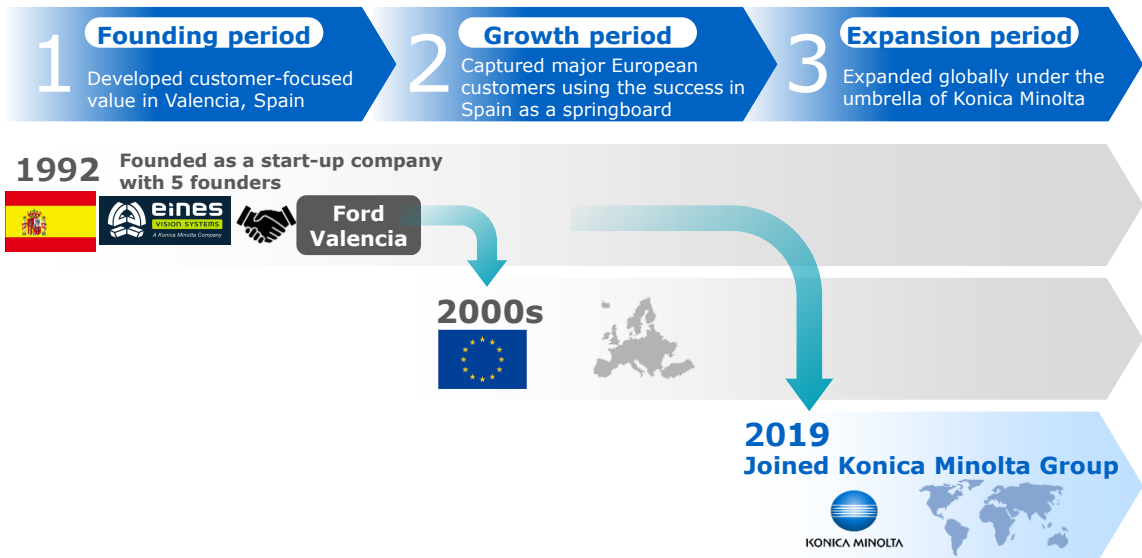 1
Founding period
Developed customer-focused
value in Valencia, Spain
2
Growth period
Captured major European
customers using the success in
Spain as a springboard
3
Expansion period
Expanded globally under the
umbrella of Konica Minolta
1992
Founded as a start-up company
with 5 founders
eines
VISION SYSTEMS
A Konica Minolta Company
Ford
Valencia
2000s
2019
Joined Konica Minolta Group
KONICA MINOLTA